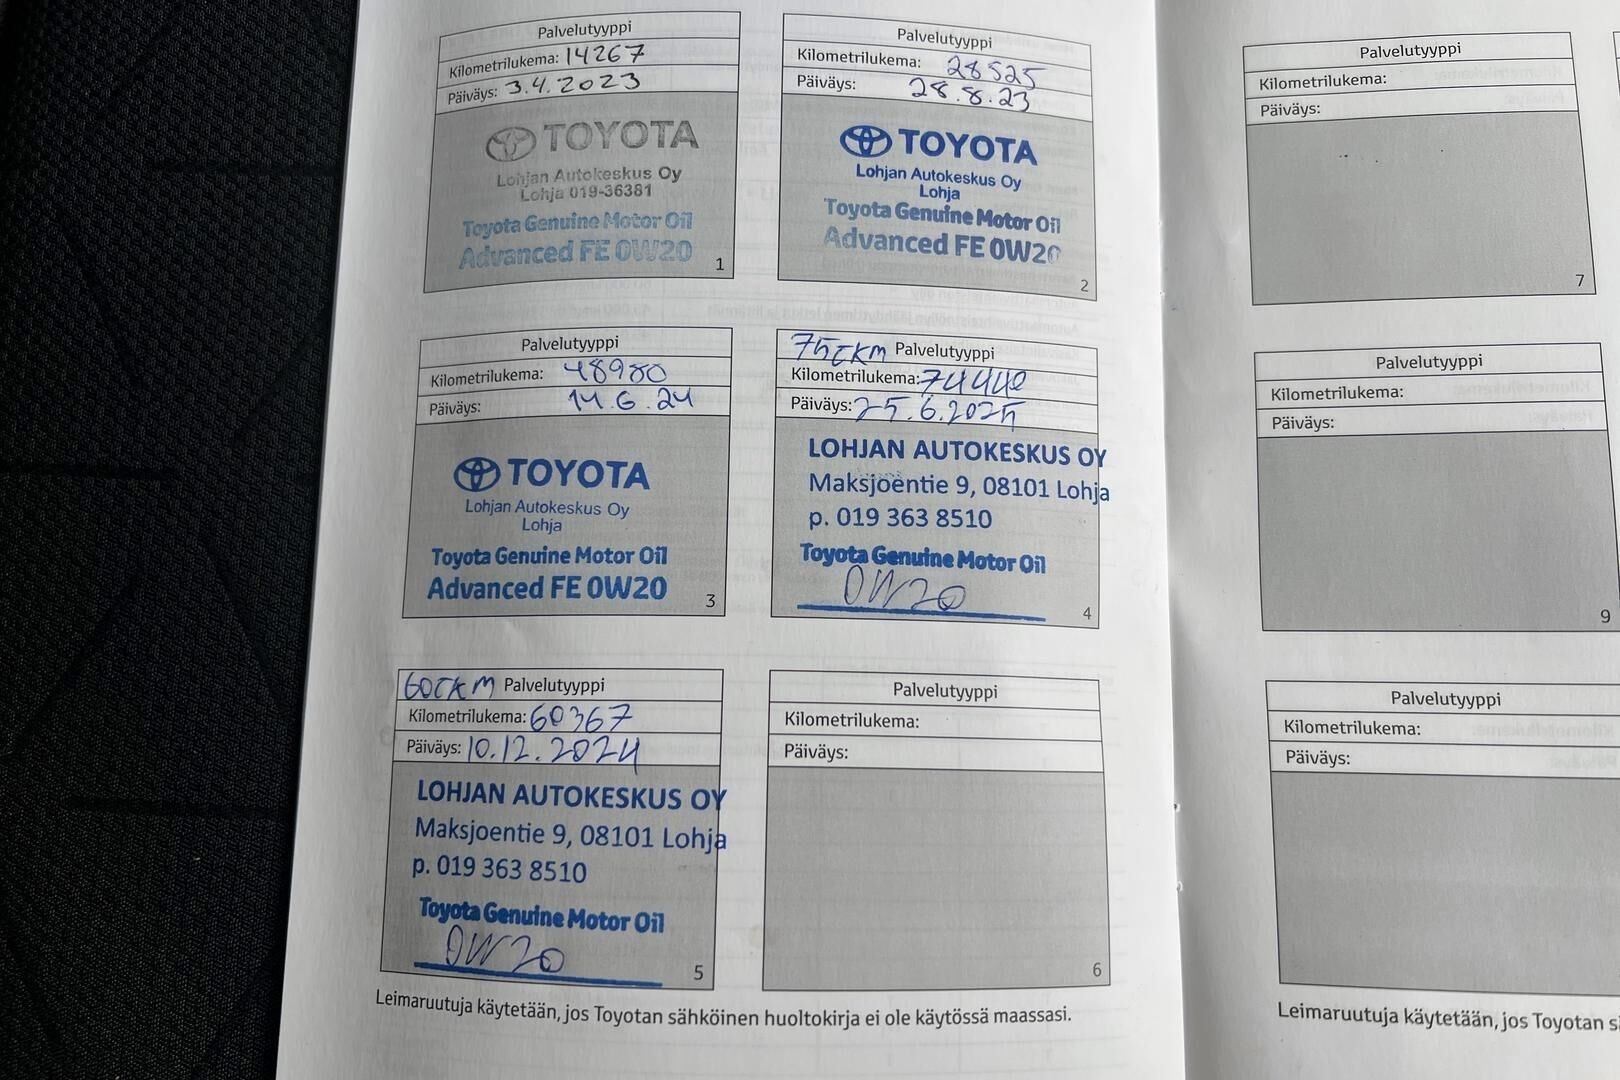 Palvelutyyppi
Kilometrilukema: 14267
Päiväys: 3.4.2023
TOYOTA
Lohjan Autokeskus Oy
Lohja 019-36381
Toyota Genuine Motor Oil
Advanced FE 0W20
1
Palvelutyyppi
Kilometrilukema: 28525
Päiväys: 28.8.23
TOYOTA
Lohjan Autokeskus Oy
Lohja
Toyota Genuine Motor Oil
Advanced FE 0W20
2
Palvelutyyppi
Kilometrilukema: 48980
Päiväys: 14.6.24
TOYOTA
Lohjan Autokeskus Oy
Lohja
Toyota Genuine Motor Oil
Advanced FE 0W20
3
75tkm Palvelutyyppi
Kilometrilukema: 74440
Päiväys: 25.6.2025
LOHJAN AUTOKESKUS OY
Maksjoentie 9, 08101 Lohja
p. 019 363 8510
Toyota Genuine Motor Oil
0W20
4
60tkm Palvelutyyppi
Kilometrilukema: 60367
Päiväys: 10.12.2024
LOHJAN AUTOKESKUS OY
Maksjoentie 9, 08101 Lohja
p. 019 363 8510
Toyota Genuine Motor Oil
0W20
5
Palvelutyyppi
Kilometrilukema:
Päiväys:
6
Leimaruutuja käytetään, jos Toyotan sähköinen huoltokirja ei ole käytössä maassasi.
Palvelutyyppi
Kilometrilukema:
Päiväys:
7
Palvelutyyppi
Kilometrilukema:
Päiväys:
9
Palvelutyyppi
Kilometrilukema:
Päiväys:
Leimaruutuja käytetään, jos Toyotan